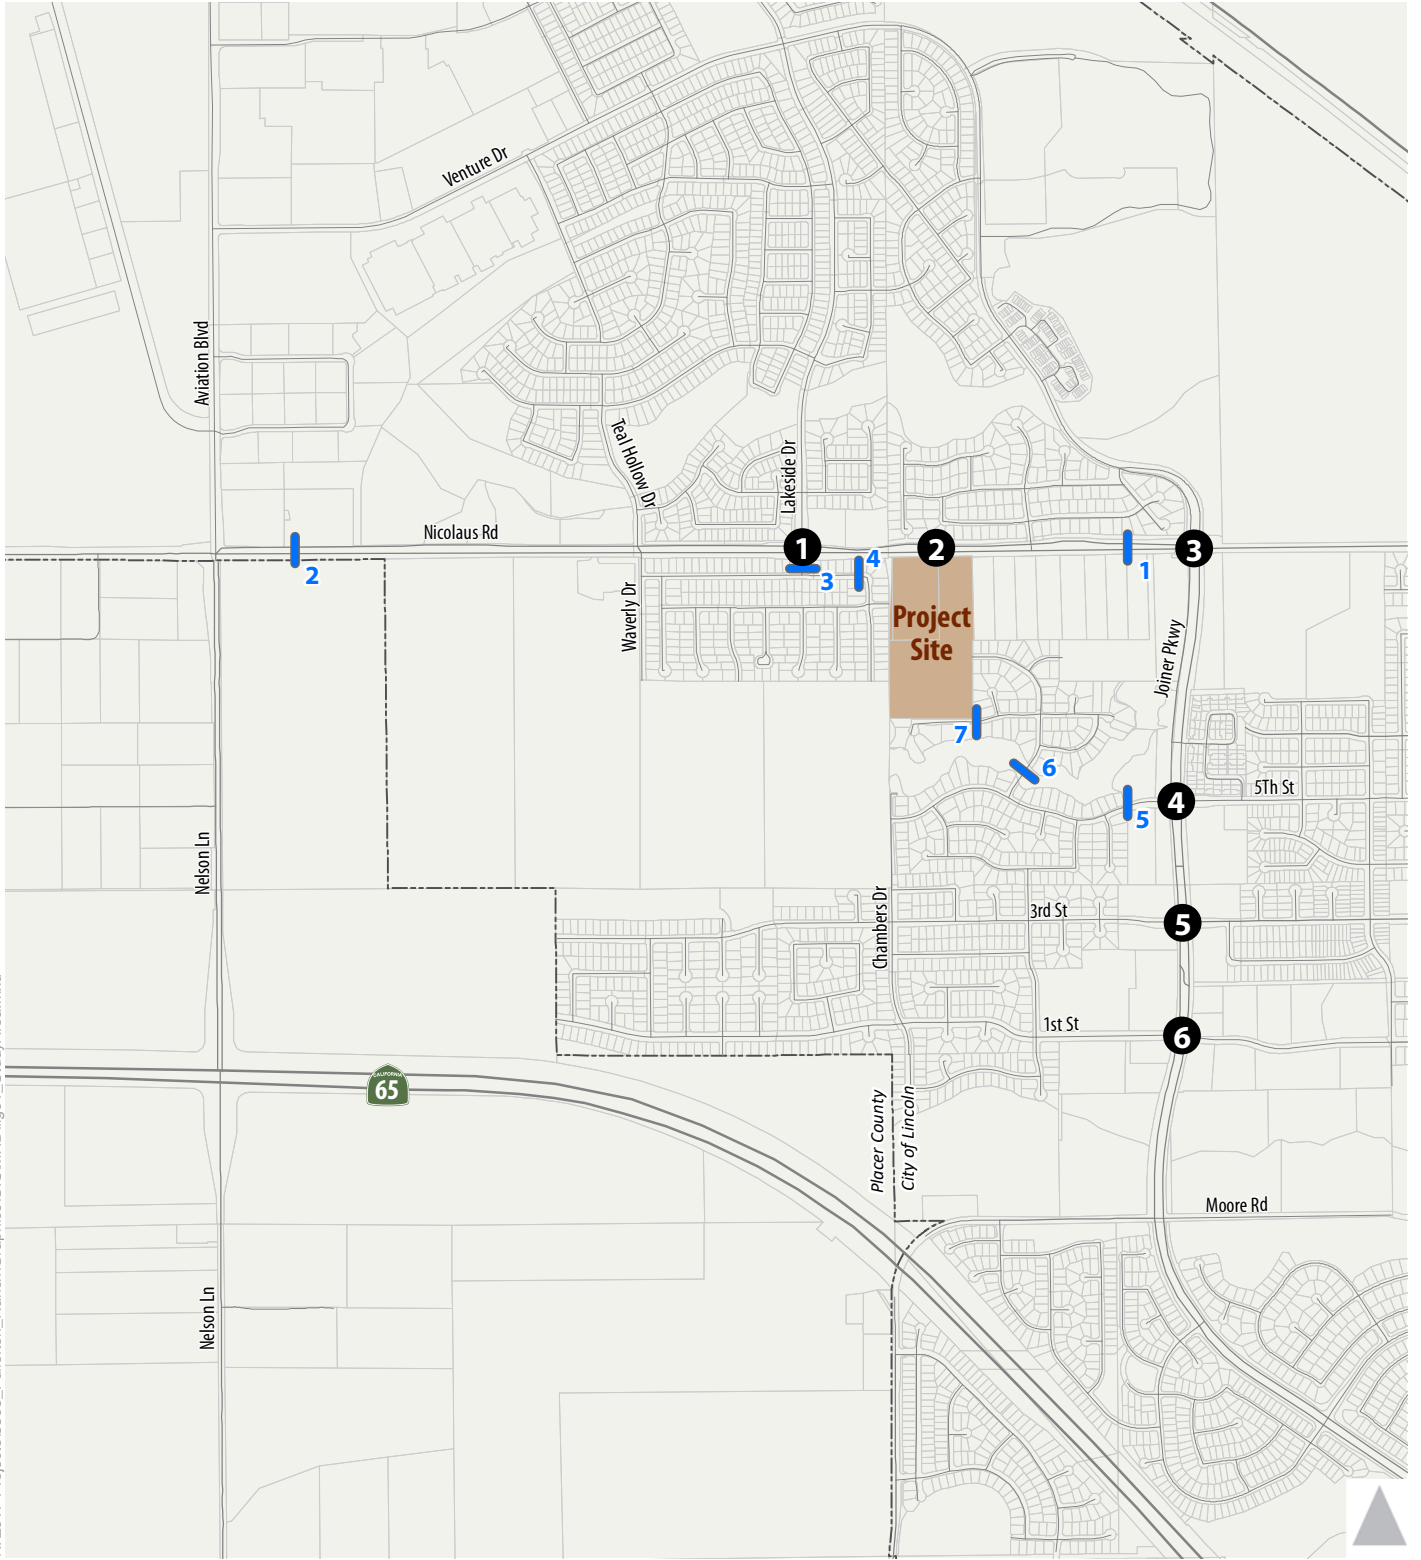 Venture Dr
Aviation Blvd
Teal Hollow Dr
Lakeside Dr
Nicolaus Rd
1
2
3
4
2
3
1
Waverly Dr
Project
Site
Joiner Pkwy
7
6
5Th St
4
5
Nelson Ln
Chambers Dr
3rd St
5
1st St
6
CALIFORNIA
65
Placer County
City of Lincoln
Moore Rd
Nelson Ln